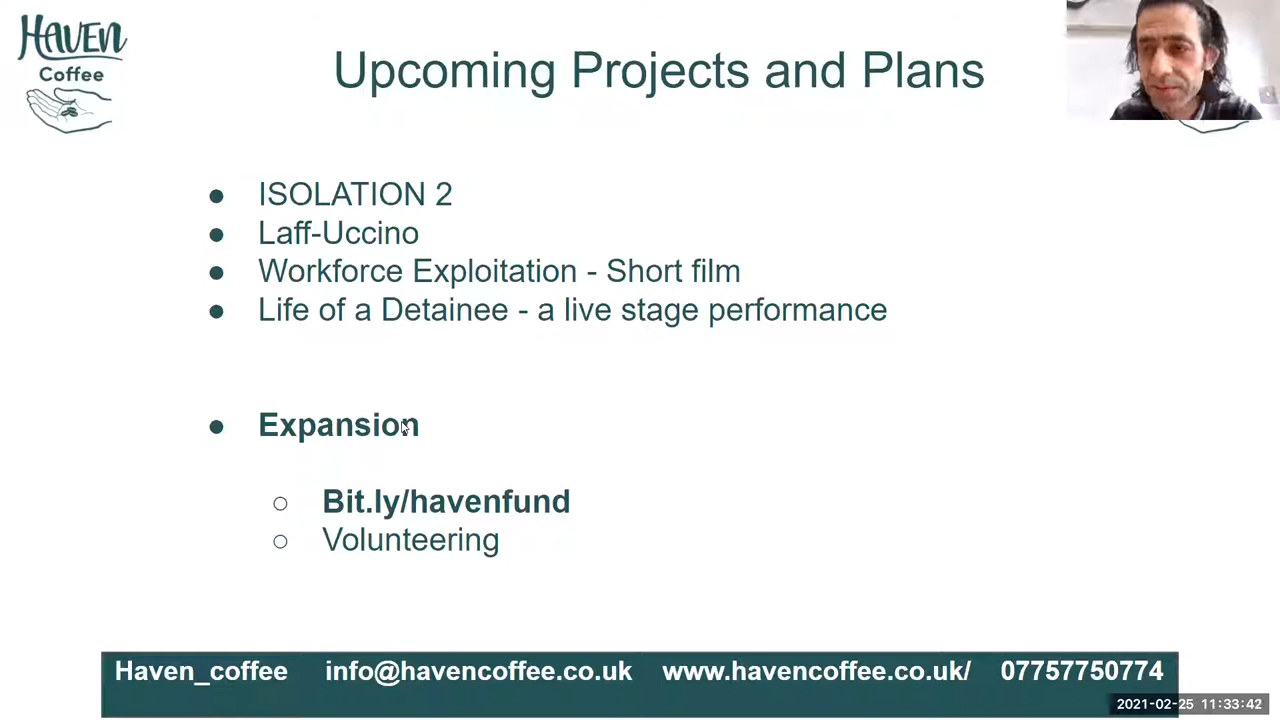 HAVEN
Coffee
Upcoming Projects and Plans
● ISOLATION 2
● Laff-Uccino
● Workforce Exploitation - Short film
● Life of a Detainee - a live stage performance
● Expansion
○ Bit.ly/havenfund
○ Volunteering
Haven_coffee info@havencoffee.co.uk www.havencoffee.co.uk/ 07757750774
2021-02-25 11:33:42